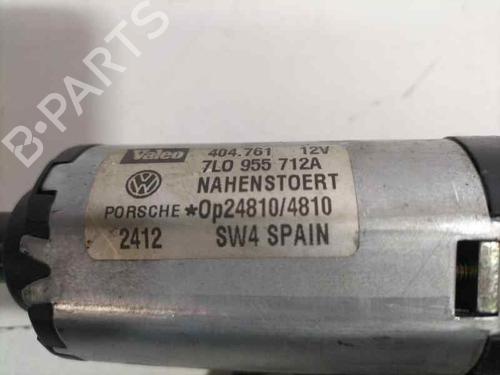 Valeo 404.761 12V
7L0 955 712A
NAHENSTOERT
PORSCHE *Op24810/4810
2412 SW4 SPAIN
B-PARTS